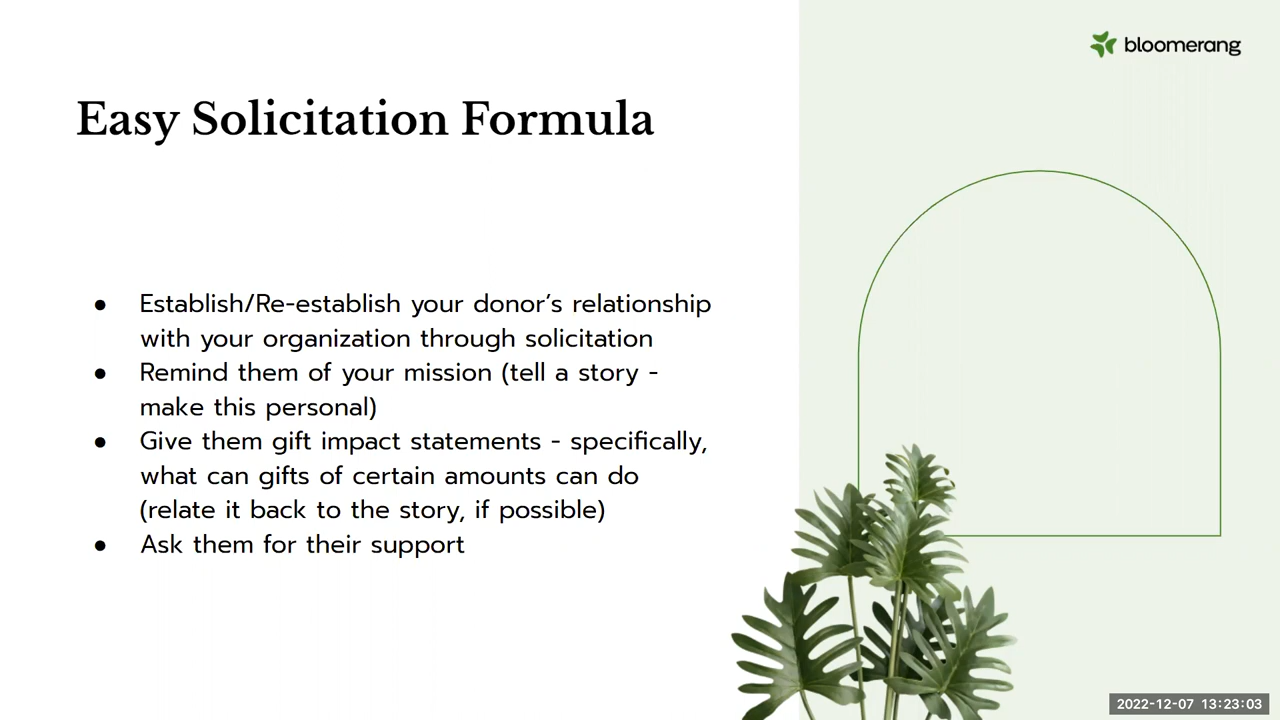 bloomerang
Easy Solicitation Formula
● Establish/Re-establish your donor’s relationship
with your organization through solicitation
● Remind them of your mission (tell a story -
make this personal)
● Give them gift impact statements - specifically,
what can gifts of certain amounts can do
(relate it back to the story, if possible)
● Ask them for their support
2022-12-07 13:23:03